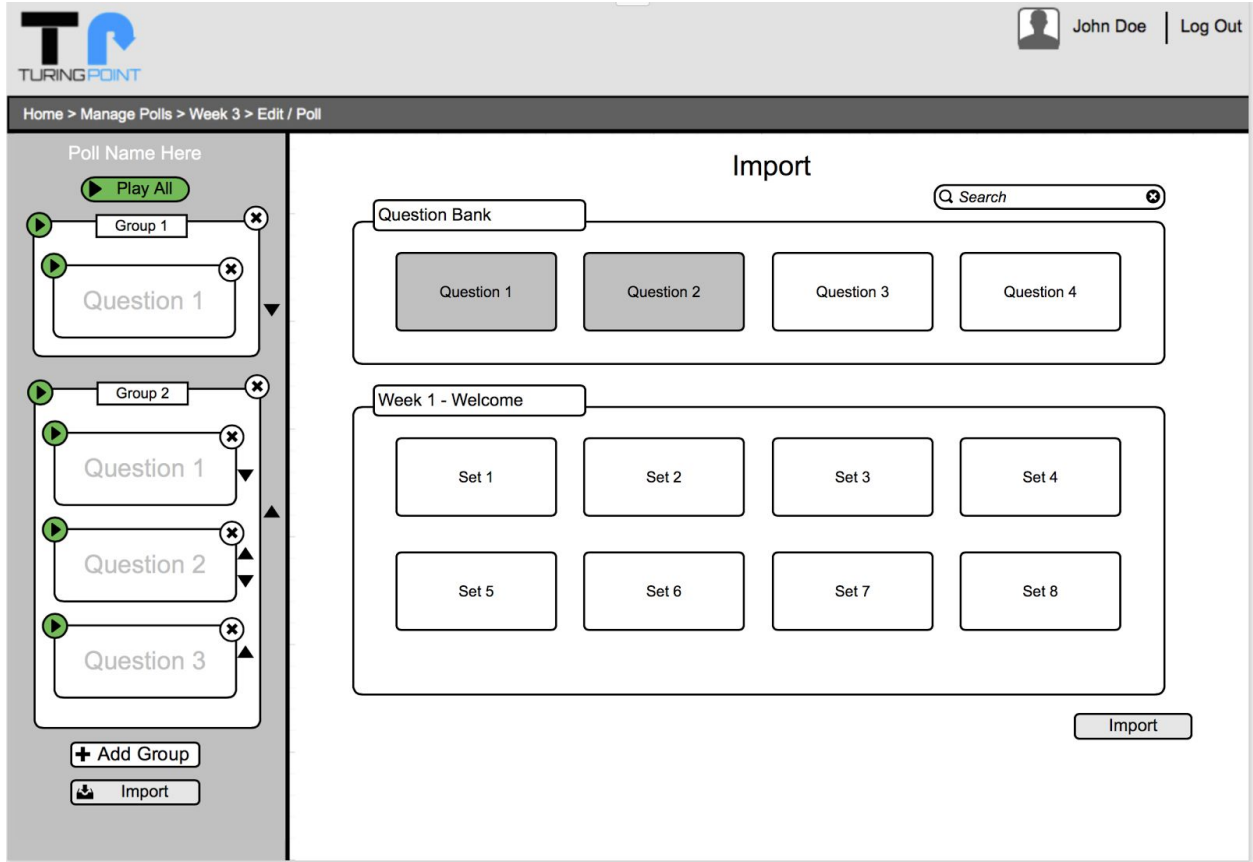 TURINGPOINT
John Doe
Log Out
Home > Manage Polls > Week 3 > Edit / Poll
Poll Name Here
Play All
Group 1
Question 1
Group 2
Question 1
Question 2
Question 3
Add Group
Import
Import
Search
Question Bank
Question 1
Question 2
Question 3
Question 4
Week 1 - Welcome
Set 1
Set 2
Set 3
Set 4
Set 5
Set 6
Set 7
Set 8
Import